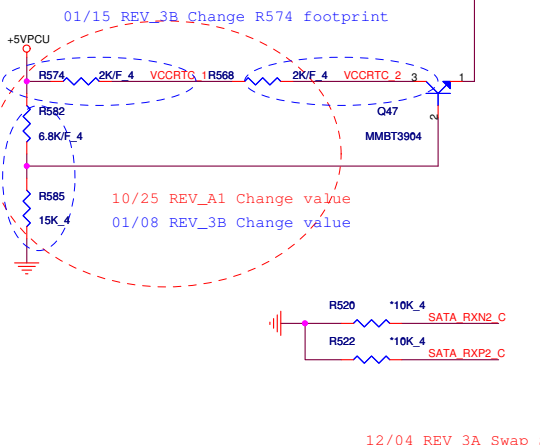 01/15 REV_3B Change R574 footprint
+5VPCU
R574 2K/F_4 VCCRTC_1 R568 2K/F_4 VCCRTC_2 3 1
R582
6.8K/F_4
Q47
2
MMBT3904
R585
15K_4
10/25 REV_A1 Change value
01/08 REV_3B Change value
R520 *10K_4 SATA_RXN2_C
R522 *10K_4 SATA_RXP2_C
12/04 REV 3A Swap